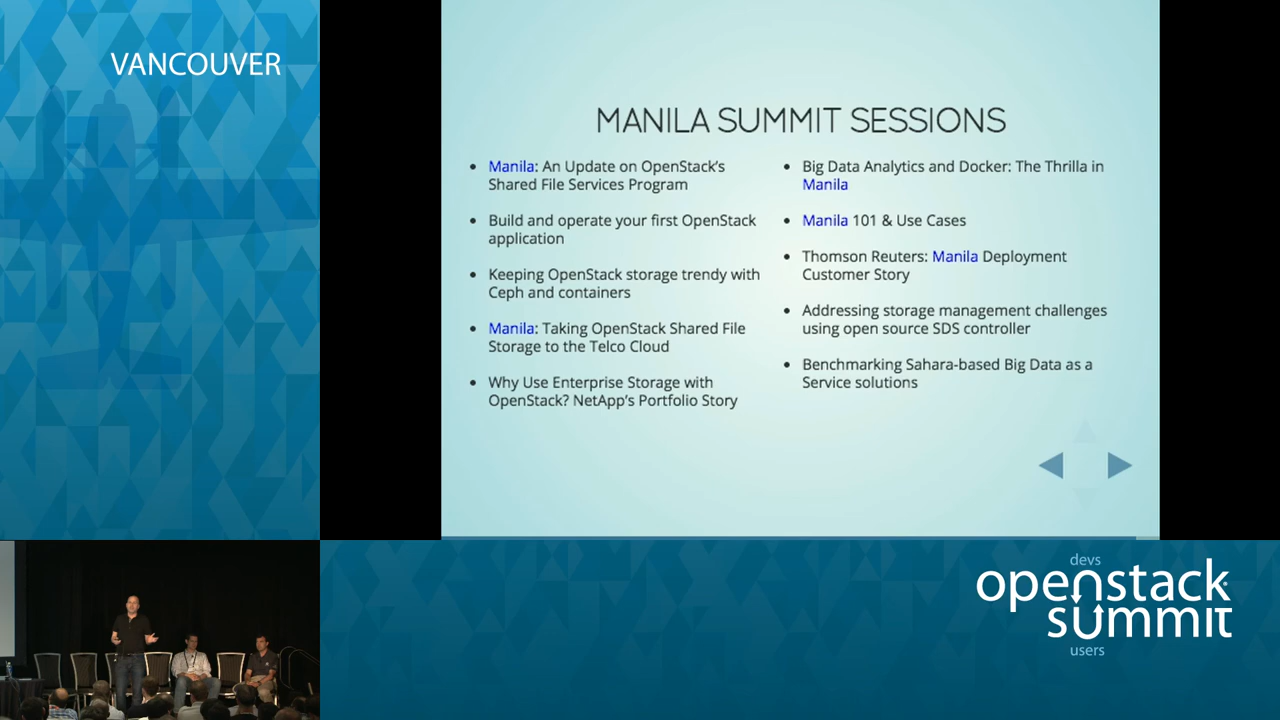 VANCOUVER
MANILA SUMMIT SESSIONS
Manila: An Update on OpenStack's
Shared File Services Program
Build and operate your first OpenStack
application
Keeping OpenStack storage trendy with
Ceph and containers
Manila: Taking OpenStack Shared File
Storage to the Telco Cloud
Why Use Enterprise Storage with
OpenStack? NetApp's Portfolio Story
Big Data Analytics and Docker: The Thrilla in
Manila
Manila 101 & Use Cases
Thomson Reuters: Manila Deployment
Customer Story
Addressing storage management challenges
using open source SDS controller
Benchmarking Sahara-based Big Data as a
Service solutions
devs
openstack
summit
users